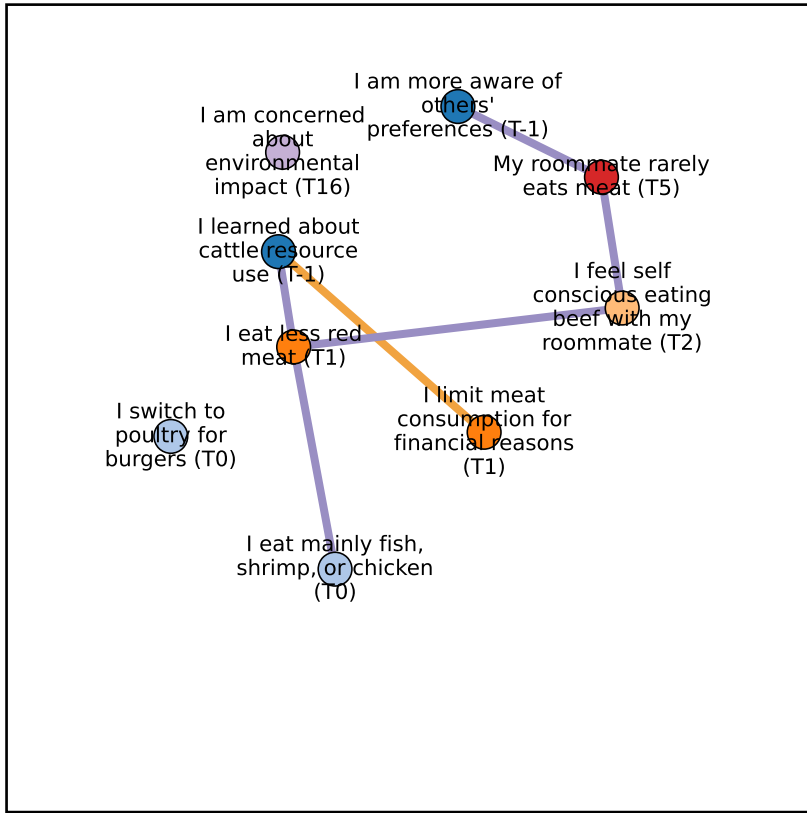 I am more aware of
others'
preferences (T-1)
I am concerned
about
environmental
impact (T16)
My roommate rarely
eats meat (T5)
I learned about
cattle resource
use (T-1)
I feel self
conscious eating
beef with my
roommate (T2)
I eat less red
meat (T1)
I limit meat
consumption for
financial reasons
(T1)
I switch to
poultry for
burgers (T0)
I eat mainly fish,
shrimp, or chicken
(T0)